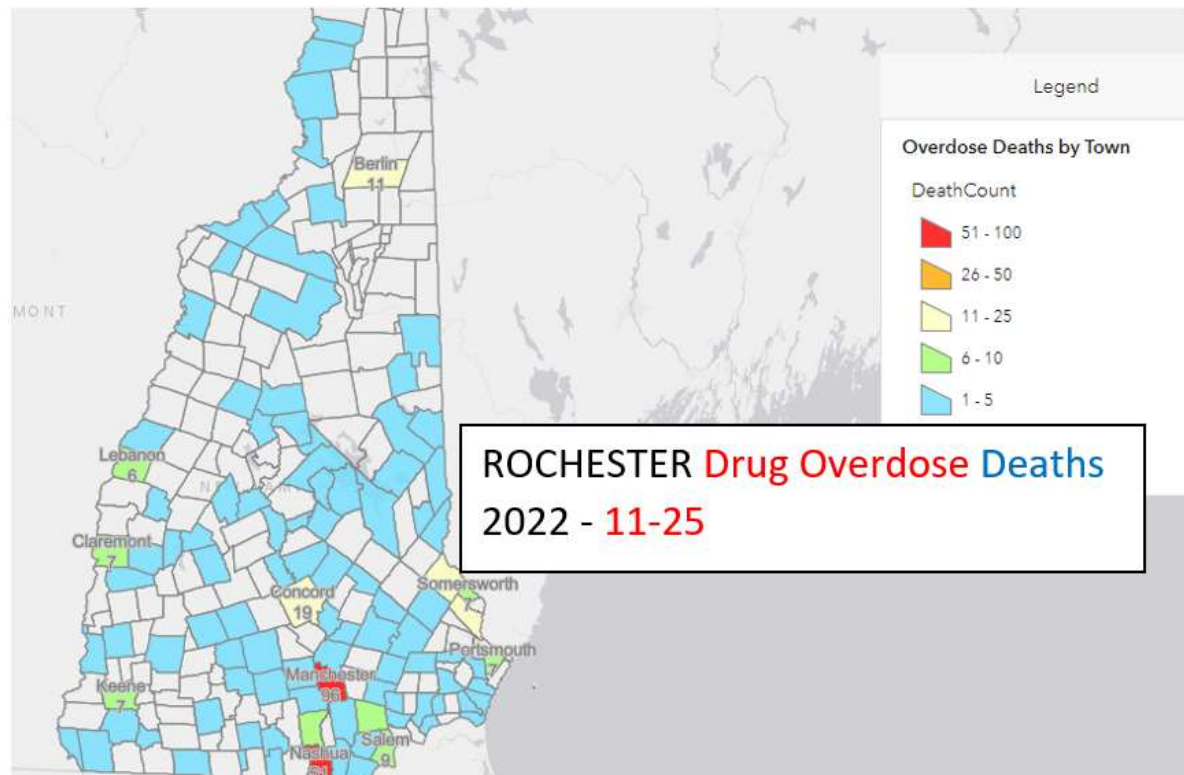 Legend
Overdose Deaths by Town
DeathCount
51 - 100
26 - 50
11 - 25
6 - 10
1 - 5
Berlin
11
MONT
Lebanon
6
Claremont
7
Concord
19
Somersworth
7
Portsmouth
7
Manchester
96
Keene
7
Salem
9
Nashua
51
ROCHESTER Drug Overdose Deaths
2022 - 11-25